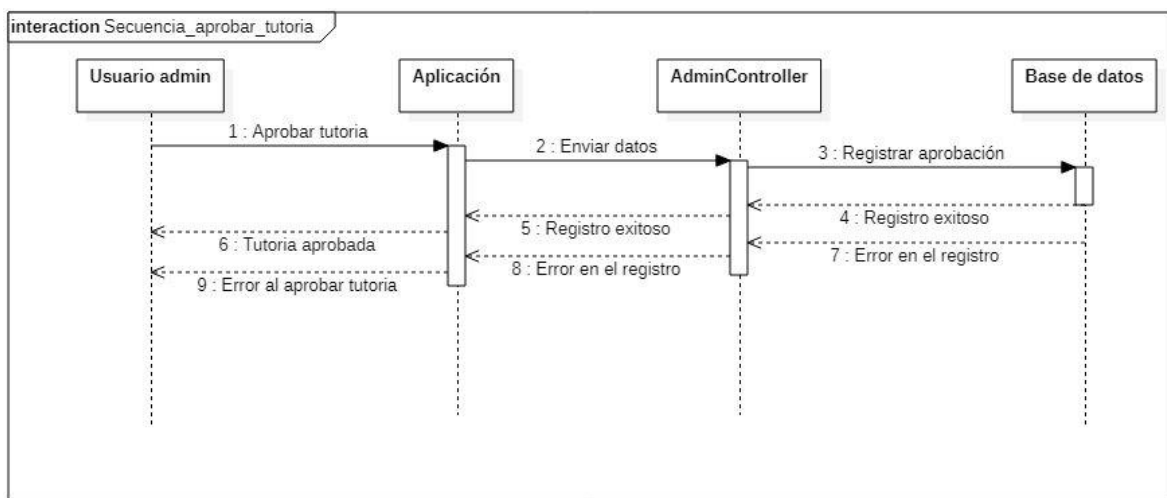 interaction Secuencia_aprobar_tutoria
Usuario admin
Aplicación
AdminController
Base de datos
1 : Aprobar tutoria
2 : Enviar datos
3 : Registrar aprobación
4 : Registro exitoso
5 : Registro exitoso
6 : Tutoria aprobada
7 : Error en el registro
8 : Error en el registro
9 : Error al aprobar tutoria